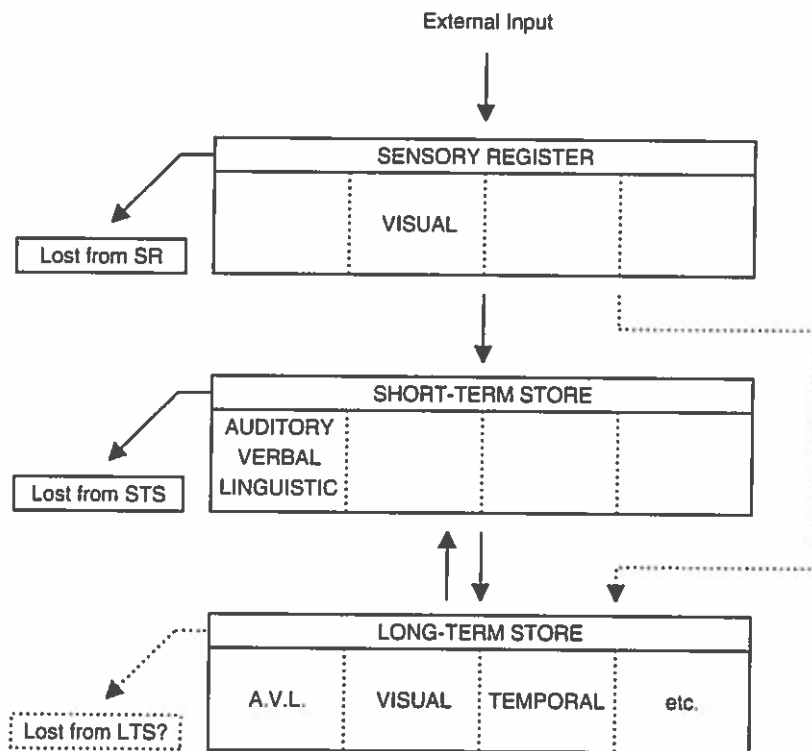 External Input
SENSORY REGISTER
VISUAL
Lost from SR
SHORT-TERM STORE
AUDITORY
VERBAL
LINGUISTIC
Lost from STS
LONG-TERM STORE
A.V.L.
VISUAL
TEMPORAL
etc.
Lost from LTS?